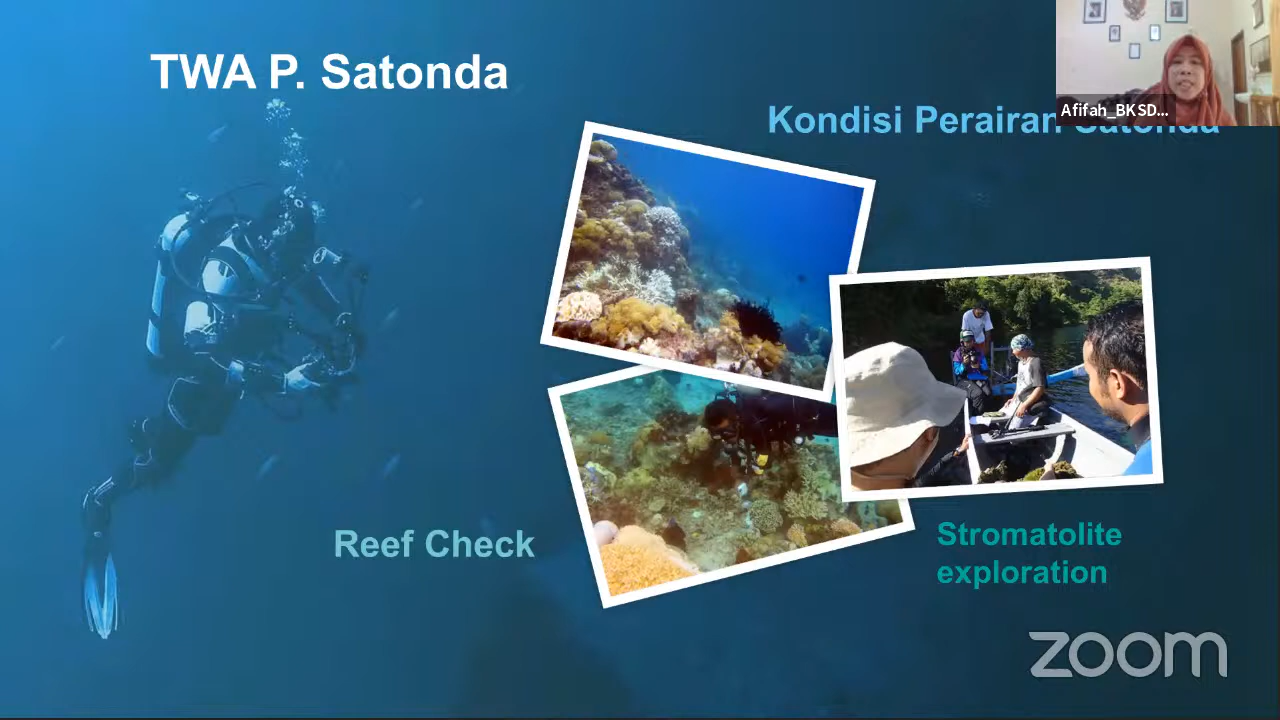 TWA P. Satonda
Afifah_BKSD...
Kondisi Perairan Satonda
Reef Check
Stromatolite
exploration
zoom